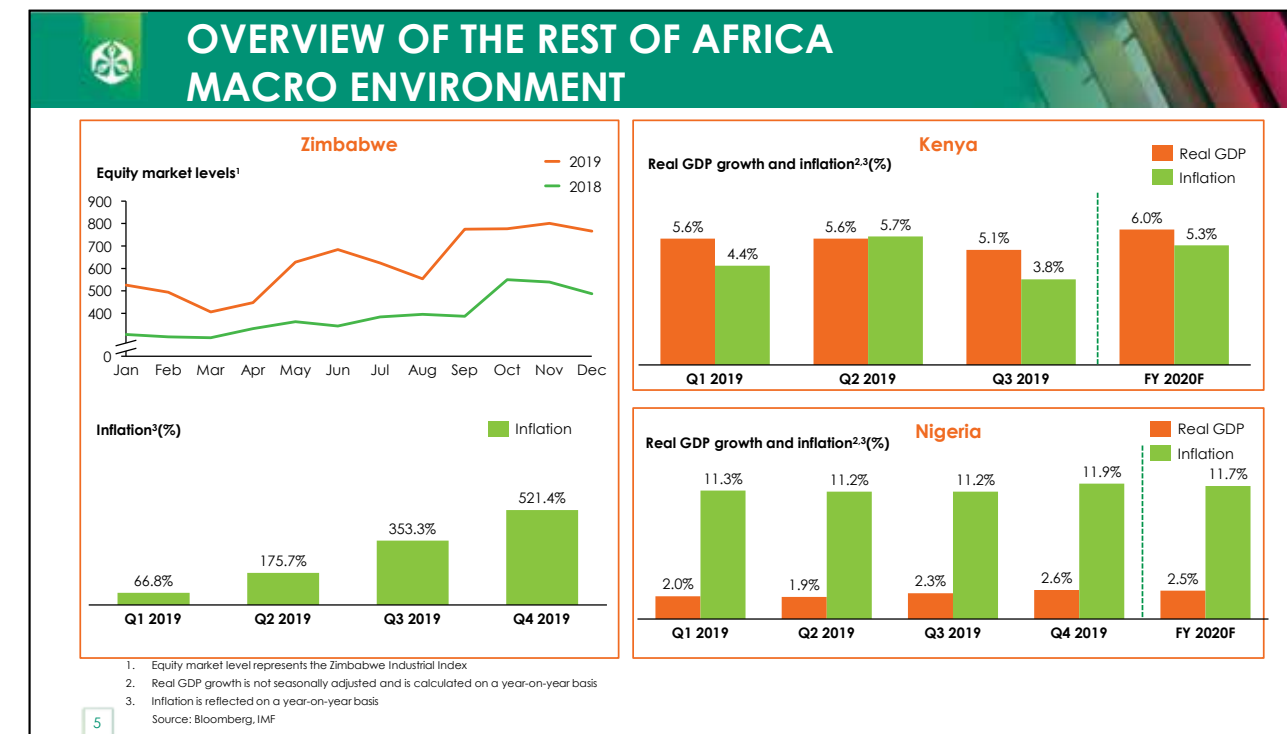 OVERVIEW OF THE REST OF AFRICA
MACRO ENVIRONMENT
Zimbabwe
Equity market levels¹
2019
2018
900
800
700
600
500
400
0
Jan Feb Mar Apr May Jun Jul Aug Sep Oct Nov Dec
Inflation³(%)
Inflation
66.8%
175.7%
353.3%
521.4%
Q1 2019 Q2 2019 Q3 2019 Q4 2019
Kenya
Real GDP growth and inflation²,³(%)
Real GDP
Inflation
5.6% 4.4% 5.6% 5.7% 5.1% 3.8% 6.0% 5.3%
Q1 2019 Q2 2019 Q3 2019 FY 2020F
Nigeria
Real GDP growth and inflation²,³(%)
Real GDP
Inflation
11.3% 11.2% 11.2% 11.9% 11.7%
2.0% 1.9% 2.3% 2.6% 2.5%
Q1 2019 Q2 2019 Q3 2019 Q4 2019 FY 2020F
1. Equity market level represents the Zimbabwe Industrial Index
2. Real GDP growth is not seasonally adjusted and is calculated on a year-on-year basis
3. Inflation is reflected on a year-on-year basis
Source: Bloomberg, IMF
5